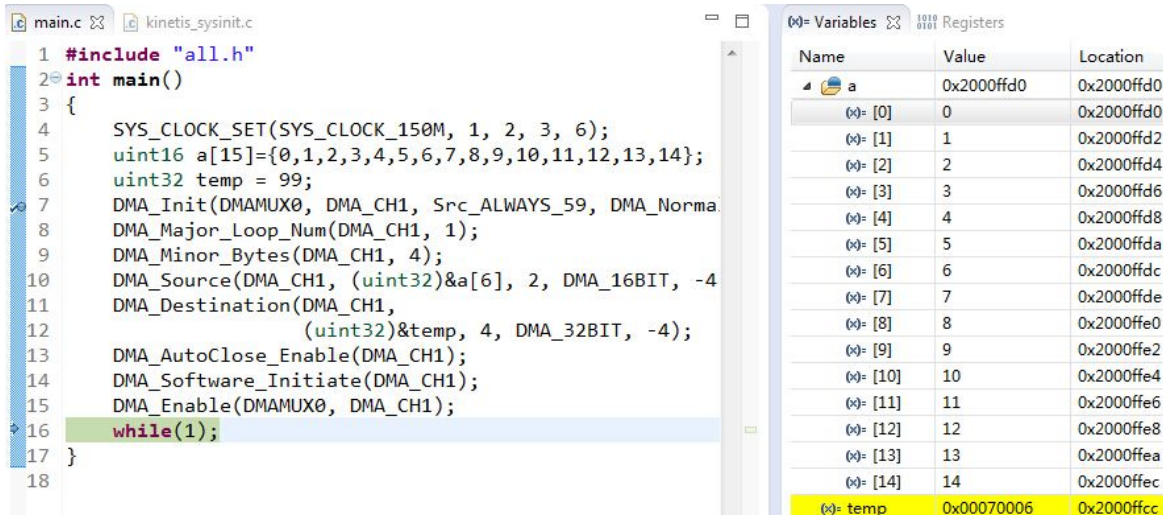 main.c kinetis_sysinit.c
1 #include "all.h"
2 int main()
3 {
4 SYS_CLOCK_SET(SYS_CLOCK_150M, 1, 2, 3, 6);
5 uint16 a[15]={0,1,2,3,4,5,6,7,8,9,10,11,12,13,14};
6 uint32 temp = 99;
7 DMA_Init(DMAMUX0, DMA_CH1, Src_ALWAYS_59, DMA_Norma
8 DMA_Major_Loop_Num(DMA_CH1, 1);
9 DMA_Minor_Bytes(DMA_CH1, 4);
10 DMA_Source(DMA_CH1, (uint32)&a[6], 2, DMA_16BIT, -4
11 DMA_Destination(DMA_CH1,
12 (uint32)&temp, 4, DMA_32BIT, -4);
13 DMA_AutoClose_Enable(DMA_CH1);
14 DMA_Software_Initiate(DMA_CH1);
15 DMA_Enable(DMAMUX0, DMA_CH1);
16 while(1);
17 }
18
(x)= Variables Registers
Name Value Location
a 0x2000ffd0 0x2000ffd0
(x)= [0] 0 0x2000ffd0
(x)= [1] 1 0x2000ffd2
(x)= [2] 2 0x2000ffd4
(x)= [3] 3 0x2000ffd6
(x)= [4] 4 0x2000ffd8
(x)= [5] 5 0x2000ffda
(x)= [6] 6 0x2000ffdc
(x)= [7] 7 0x2000ffde
(x)= [8] 8 0x2000ffe0
(x)= [9] 9 0x2000ffe2
(x)= [10] 10 0x2000ffe4
(x)= [11] 11 0x2000ffe6
(x)= [12] 12 0x2000ffe8
(x)= [13] 13 0x2000ffea
(x)= [14] 14 0x2000ffec
(x)= temp 0x00070006 0x2000ffcc